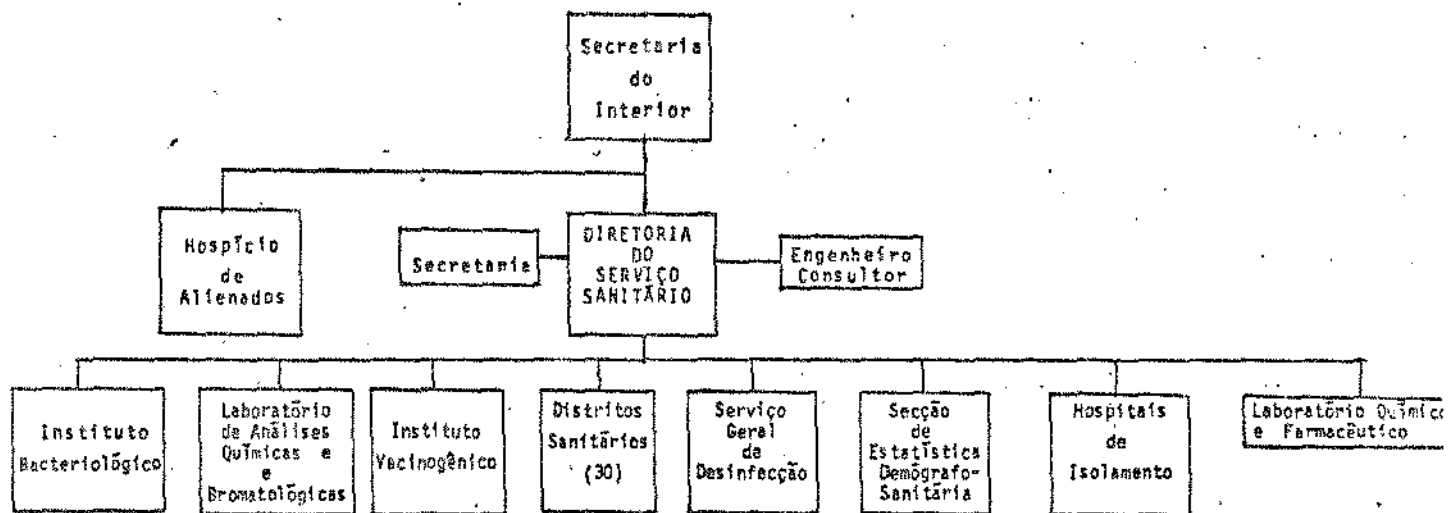 Secretaria
do
Interior
Hospício
de
Alienados
Secretaria
DIRETORIA
DO
SERVIÇO
SANITÁRIO
Engenheiro
Consultor
Instituto
Bacteriológico
Laboratório
de Análises
Químicas e
e
Bromatológicas
Instituto
Vacinogênico
Distritos
Sanitários
(30)
Serviço
Geral
de
Desinfecção
Secção
de
Estatística
Demógrafo-
Sanitária
Hospitais
de
Isolamento
Laboratório Químico
e Farmacêutico